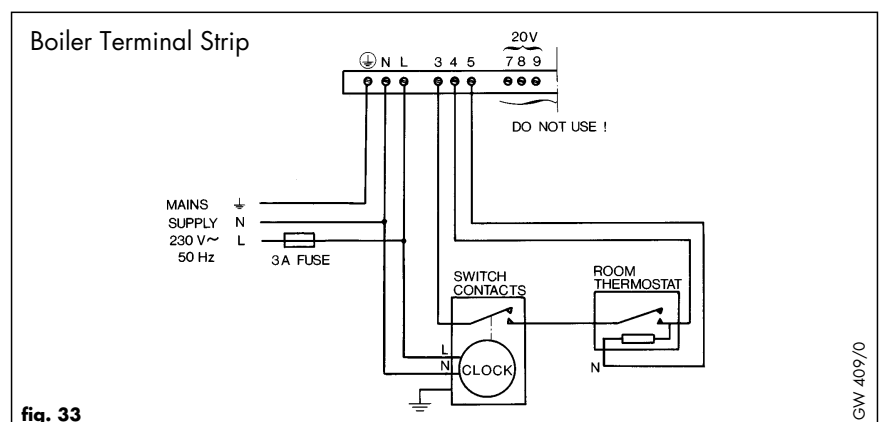 Boiler Terminal Strip
20V
N L 3 4 5 7 8 9
DO NOT USE !
MAINS
SUPPLY N
230 V~ L
50 Hz
3A FUSE
SWITCH
CONTACTS
ROOM
THERMOSTAT
L
N
CLOCK
N
GW 409/0
fig. 33